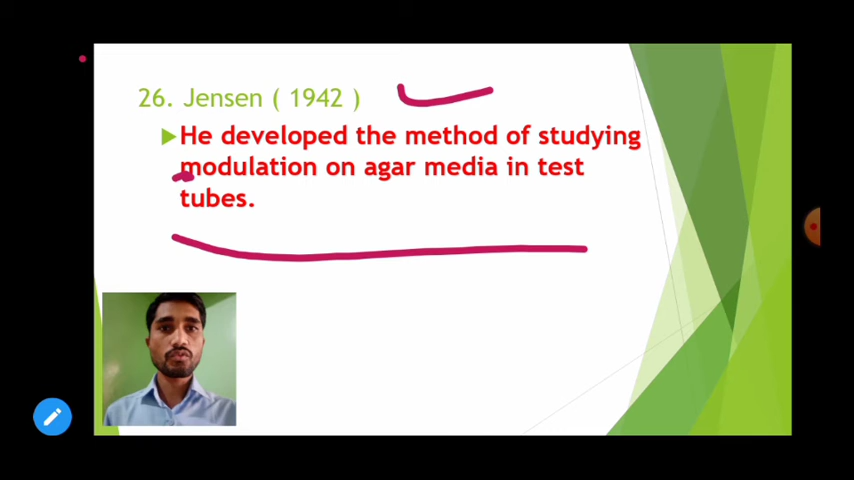 26. Jensen ( 1942 )
He developed the method of studying
modulation on agar media in test
tubes.